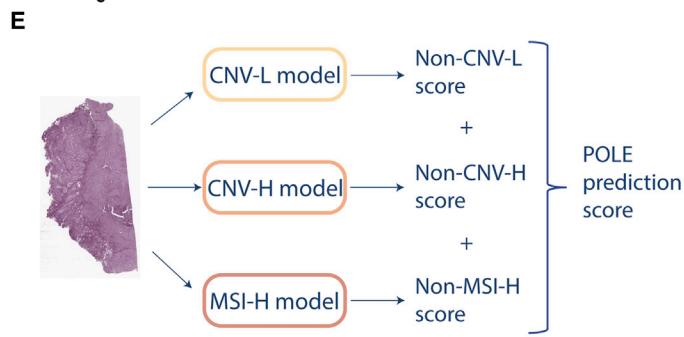 E
CNV-L model
Non-CNV-L
score
+
CNV-H model
Non-CNV-H
score
+
MSI-H model
Non-MSI-H
score
POLE
prediction
score